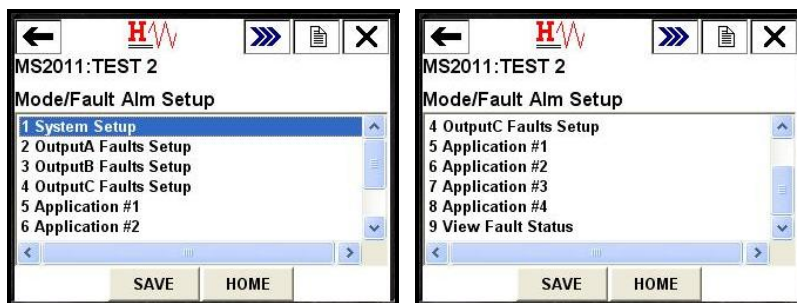 H
MS2011:TEST 2
Mode/Fault Alm Setup
1 System Setup
2 OutputA Faults Setup
3 OutputB Faults Setup
4 OutputC Faults Setup
5 Application #1
6 Application #2
SAVE HOME
H
MS2011:TEST 2
Mode/Fault Alm Setup
4 OutputC Faults Setup
5 Application #1
6 Application #2
7 Application #3
8 Application #4
9 View Fault Status
SAVE HOME